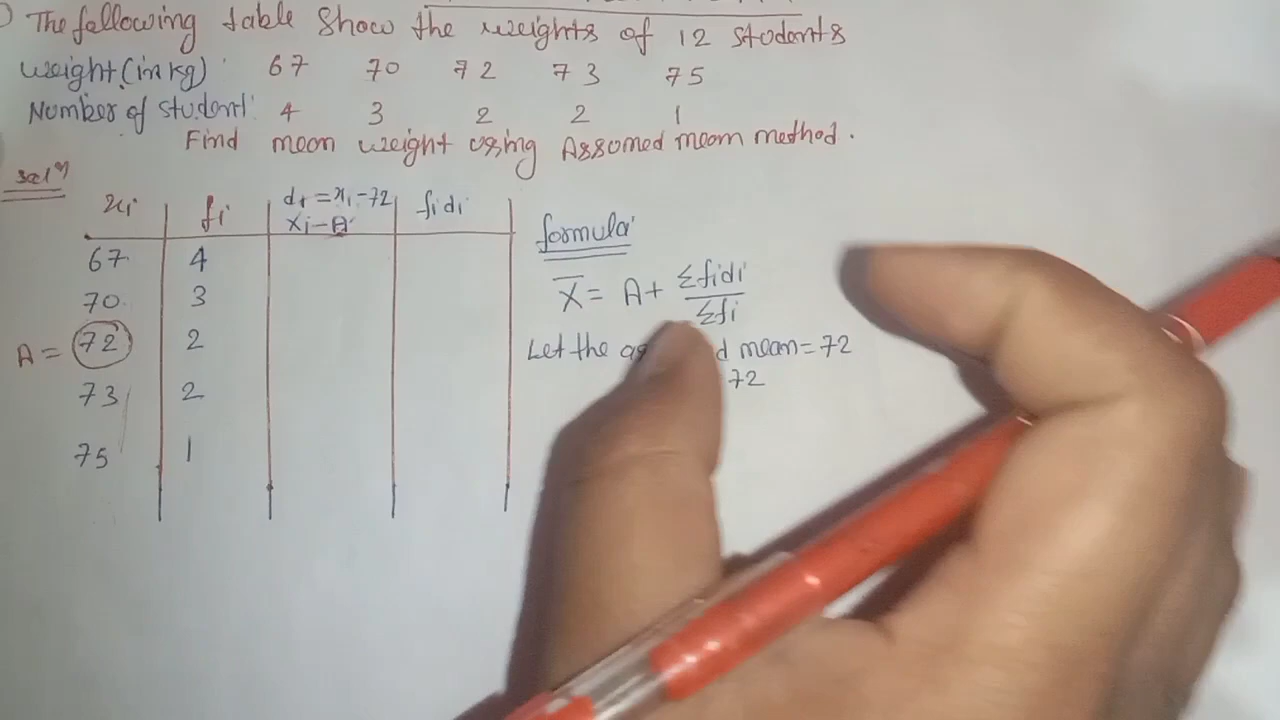 The following table Show the weights of 12 students
Weight (in kg) 67 70 72 73 75
Number of student: 4 3 2 2 1
Find mean weight using Assumed mean method.
Solⁿ
xi fi di = xi - 72 fidi
xi - A
67 4
70 3
A = 72 2
73 2
75 1
formula
X̄ = A + Σfidi
Σfi
Let the d mean = 72
72